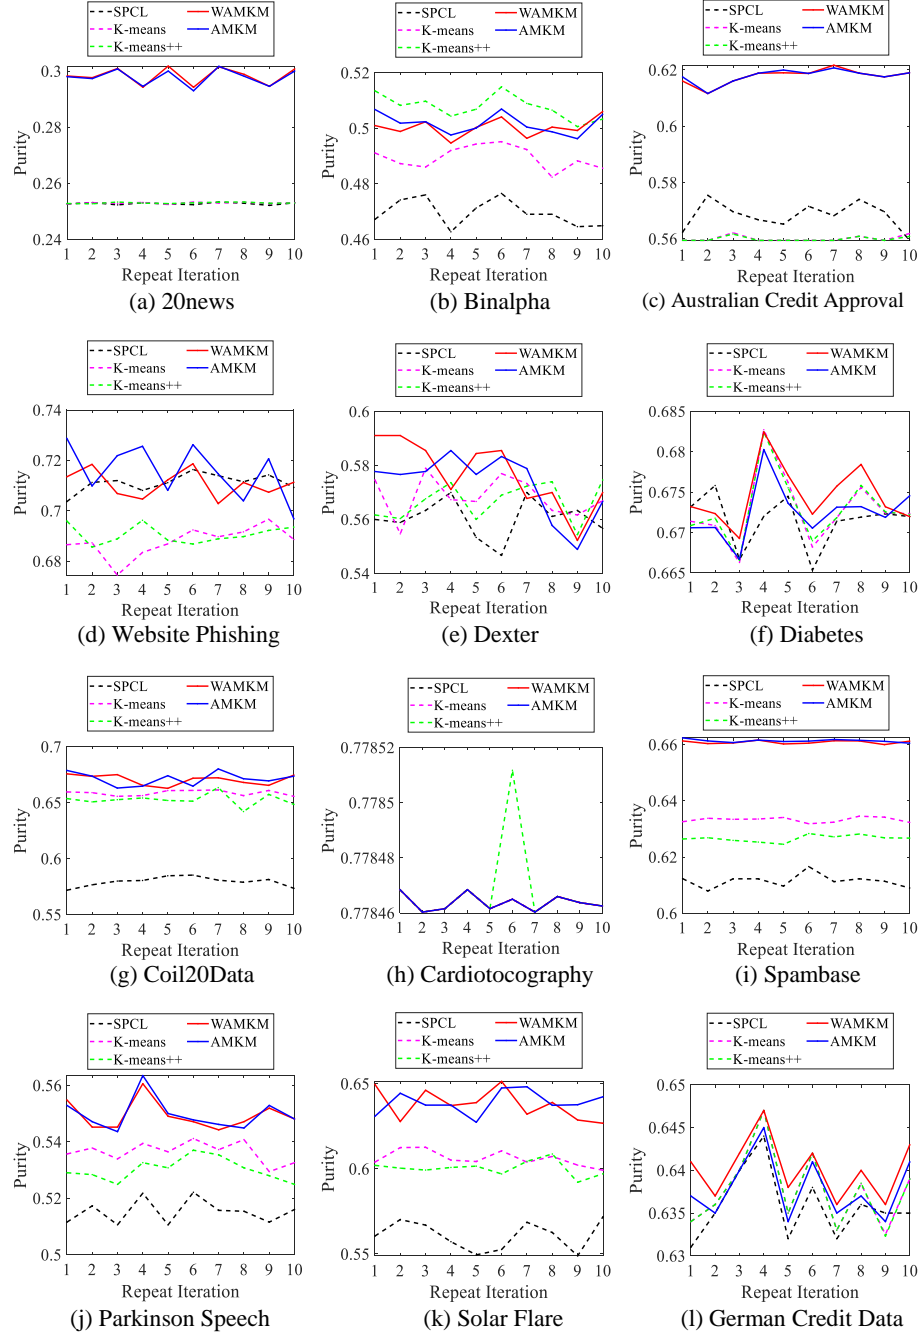 SPCL WAMKM
K-means AMKM
K-means++
0.3
0.28
0.26
0.24
Purity
1 2 3 4 5 6 7 8 9 10
Repeat Iteration
(a) 20news
SPCL WAMKM
K-means AMKM
K-means++
0.52
0.5
0.48
0.46
Purity
1 2 3 4 5 6 7 8 9 10
Repeat Iteration
(b) Binalpha
SPCL WAMKM
K-means AMKM
K-means++
0.62
0.6
0.58
0.56
Purity
1 2 3 4 5 6 7 8 9 10
Repeat Iteration
(c) Australian Credit Approval
SPCL WAMKM
K-means AMKM
K-means++
0.74
0.72
0.7
0.68
Purity
1 2 3 4 5 6 7 8 9 10
Repeat Iteration
(d) Website Phishing
SPCL WAMKM
K-means AMKM
K-means++
0.6
0.58
0.56
0.54
Purity
1 2 3 4 5 6 7 8 9 10
Repeat Iteration
(e) Dexter
SPCL WAMKM
K-means AMKM
K-means++
0.685
0.68
0.675
0.67
0.665
Purity
1 2 3 4 5 6 7 8 9 10
Repeat Iteration
(f) Diabetes
SPCL WAMKM
K-means AMKM
K-means++
0.7
0.65
0.6
0.55
Purity
1 2 3 4 5 6 7 8 9 10
Repeat Iteration
(g) Coil20Data
SPCL WAMKM
K-means AMKM
K-means++
0.77852
0.7785
0.77848
0.77846
Purity
1 2 3 4 5 6 7 8 9 10
Repeat Iteration
(h) Cardiotocography
SPCL WAMKM
K-means AMKM
K-means++
0.66
0.64
0.62
0.6
Purity
1 2 3 4 5 6 7 8 9 10
Repeat Iteration
(i) Spambase
SPCL WAMKM
K-means AMKM
K-means++
0.56
0.54
0.52
0.5
Purity
1 2 3 4 5 6 7 8 9 10
Repeat Iteration
(j) Parkinson Speech
SPCL WAMKM
K-means AMKM
K-means++
0.65
0.6
0.55
Purity
1 2 3 4 5 6 7 8 9 10
Repeat Iteration
(k) Solar Flare
SPCL WAMKM
K-means AMKM
K-means++
0.65
0.645
0.64
0.635
0.63
Purity
1 2 3 4 5 6 7 8 9 10
Repeat Iteration
(l) German Credit Data